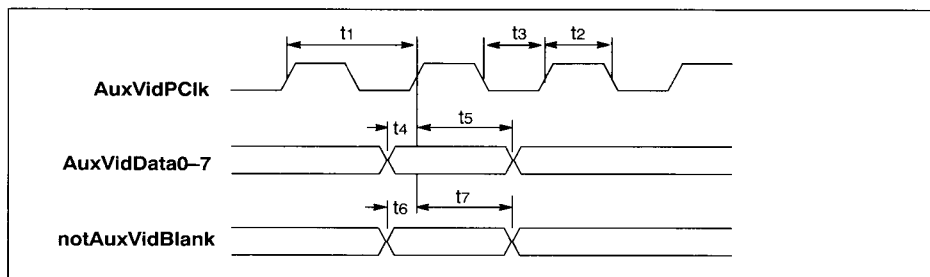 t1 t3 t2
AuxVidPClk
t4 t5
AuxVidData0–7
t6 t7
notAuxVidBlank